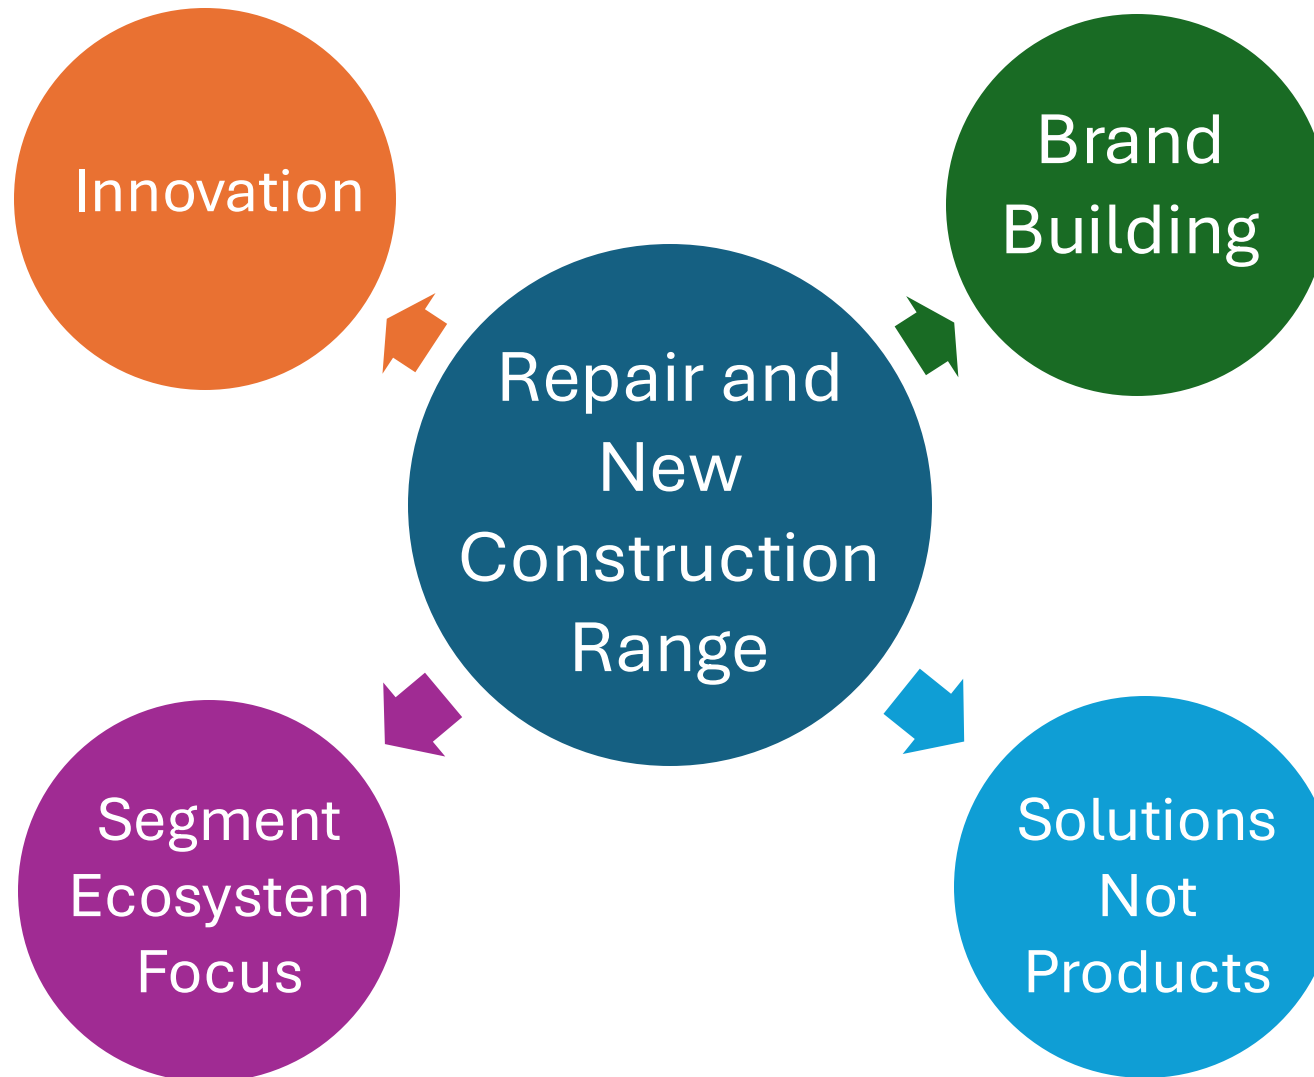 Innovation
Brand
Building
Repair and
New
Construction
Range
Segment
Ecosystem
Focus
Solutions
Not
Products